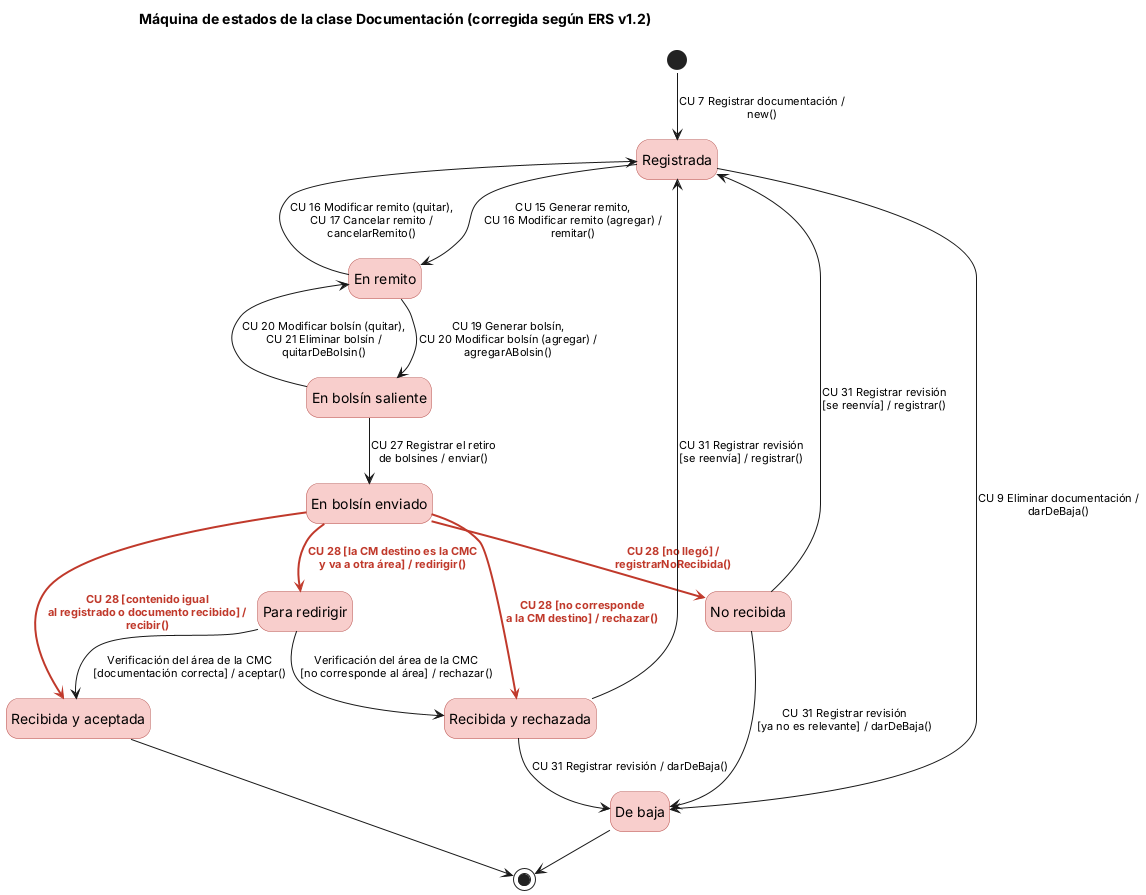 Máquina de estados de la clase Documentación (corregida según ERS v1.2)
CU 7 Registrar documentación /
new()
Registrada
CU 16 Modificar remito (quitar),
CU 17 Cancelar remito /
cancelarRemito()
CU 15 Generar remito,
CU 16 Modificar remito (agregar) /
remitar()
En remito
CU 20 Modificar bolsín (quitar),
CU 21 Eliminar bolsín /
quitarDeBolsin()
CU 19 Generar bolsín,
CU 20 Modificar bolsín (agregar) /
agregarABolsin()
En bolsín saliente
CU 31 Registrar revisión
[se reenvía] / registrar()
CU 27 Registrar el retiro
de bolsines / enviar()
CU 31 Registrar revisión
[se reenvía] / registrar()
En bolsín enviado
CU 9 Eliminar documentación /
darDeBaja()
CU 28 [la CM destino es la CMC
y va a otra área] / redirigir()
CU 28 [no llegó] /
registrarNoRecibida()
CU 28 [contenido igual
al registrado o documento recibido] /
recibir()
Para redirigir
CU 28 [no corresponde
a la CM destino] / rechazar()
No recibida
Verificación del área de la CMC
[documentación correcta] / aceptar()
Verificación del área de la CMC
[no corresponde al área] / rechazar()
Recibida y aceptada
Recibida y rechazada
CU 31 Registrar revisión
[ya no es relevante] / darDeBaja()
CU 31 Registrar revisión / darDeBaja()
De baja